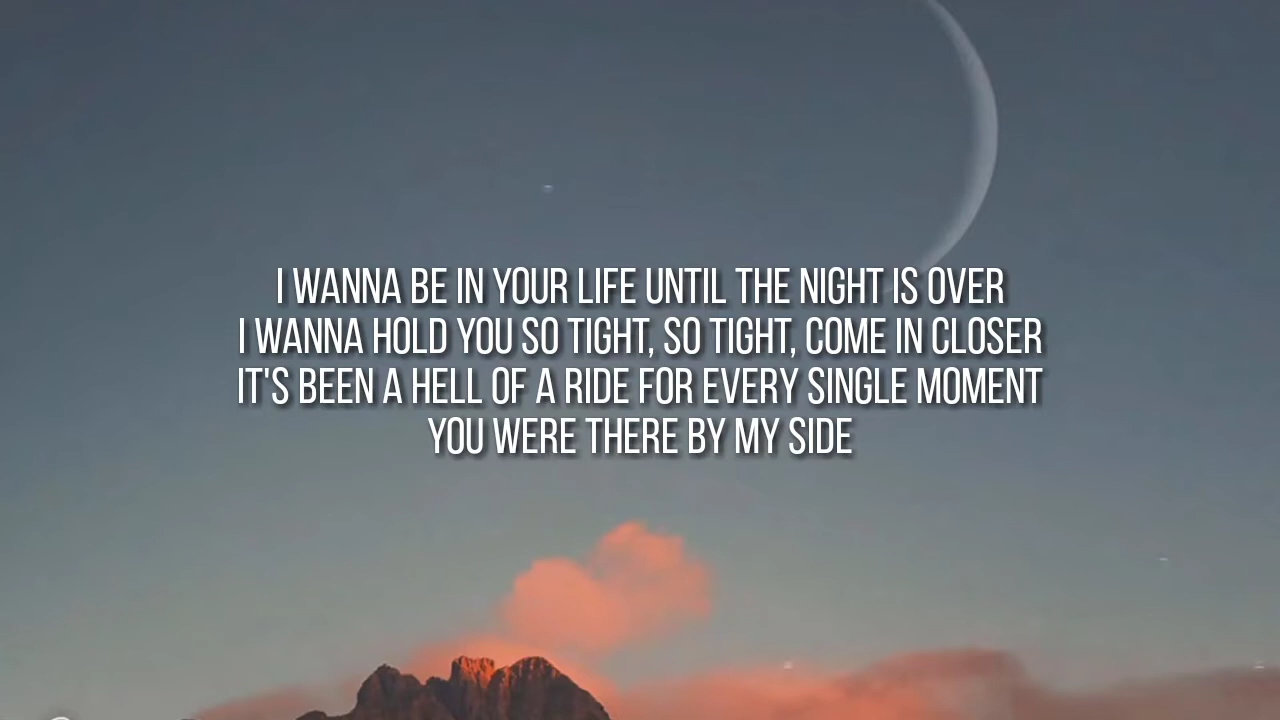 I WANNA BE IN YOUR LIFE UNTIL THE NIGHT IS OVER
I WANNA HOLD YOU SO TIGHT, SO TIGHT, COME IN CLOSER
IT'S BEEN A HELL OF A RIDE FOR EVERY SINGLE MOMENT
YOU WERE THERE BY MY SIDE